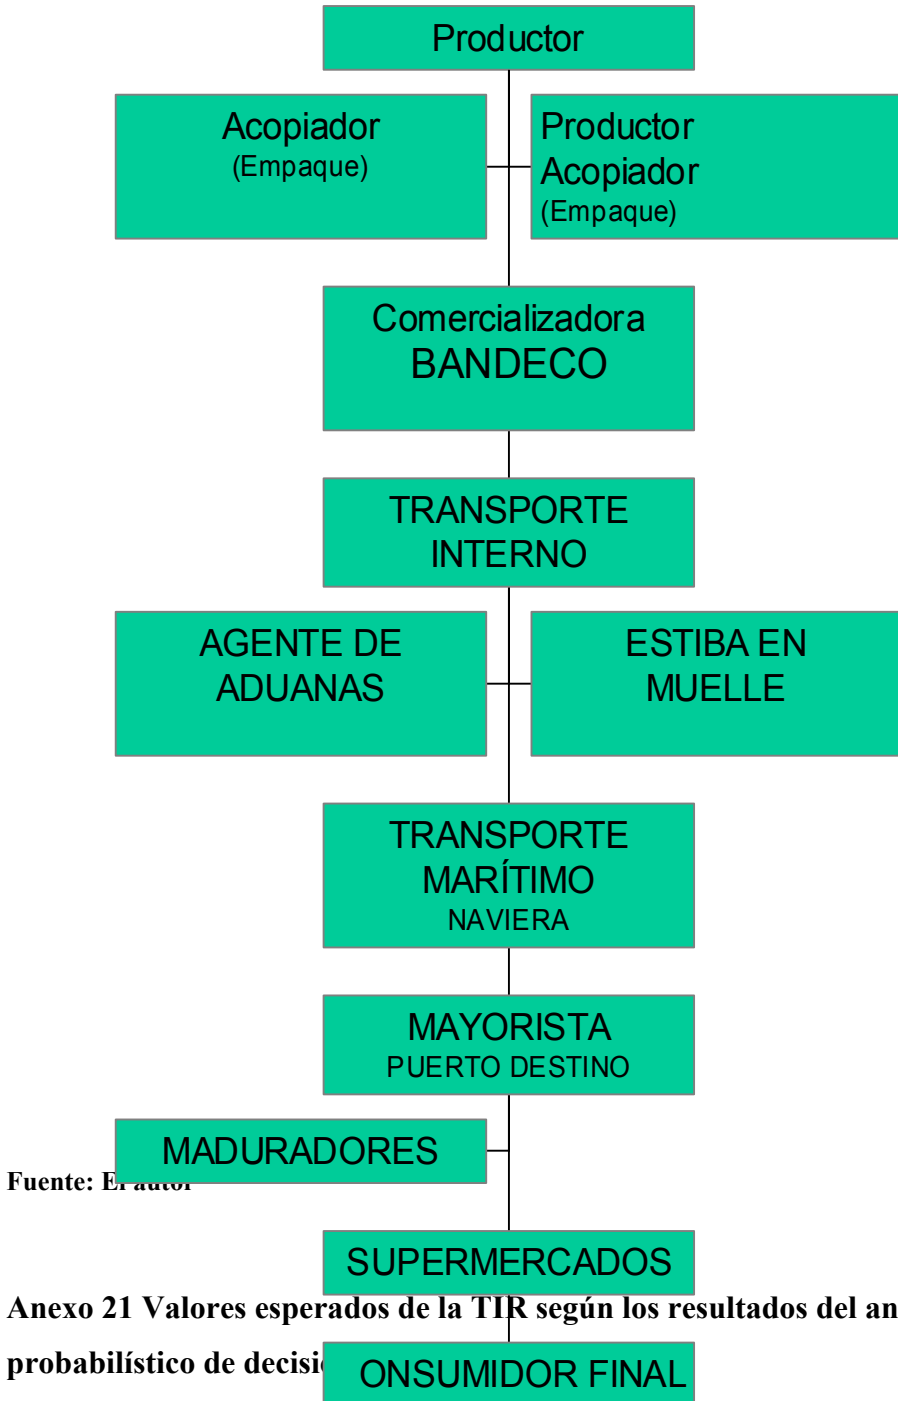 Productor
Acopiador
(Empaque)
Productor
Acopiador
(Empaque)
Comercializadora
BANDECO
TRANSPORTE
INTERNO
AGENTE DE
ADUANAS
ESTIBA EN
MUELLE
TRANSPORTE
MARÍTIMO
NAVIERA
MAYORISTA
PUERTO DESTINO
MADURADORES
Fuente: El autor
SUPERMERCADOS
Anexo 21 Valores esperados de la TIR según los resultados del an
probabilístico de decisi
ONSUMIDOR FINAL